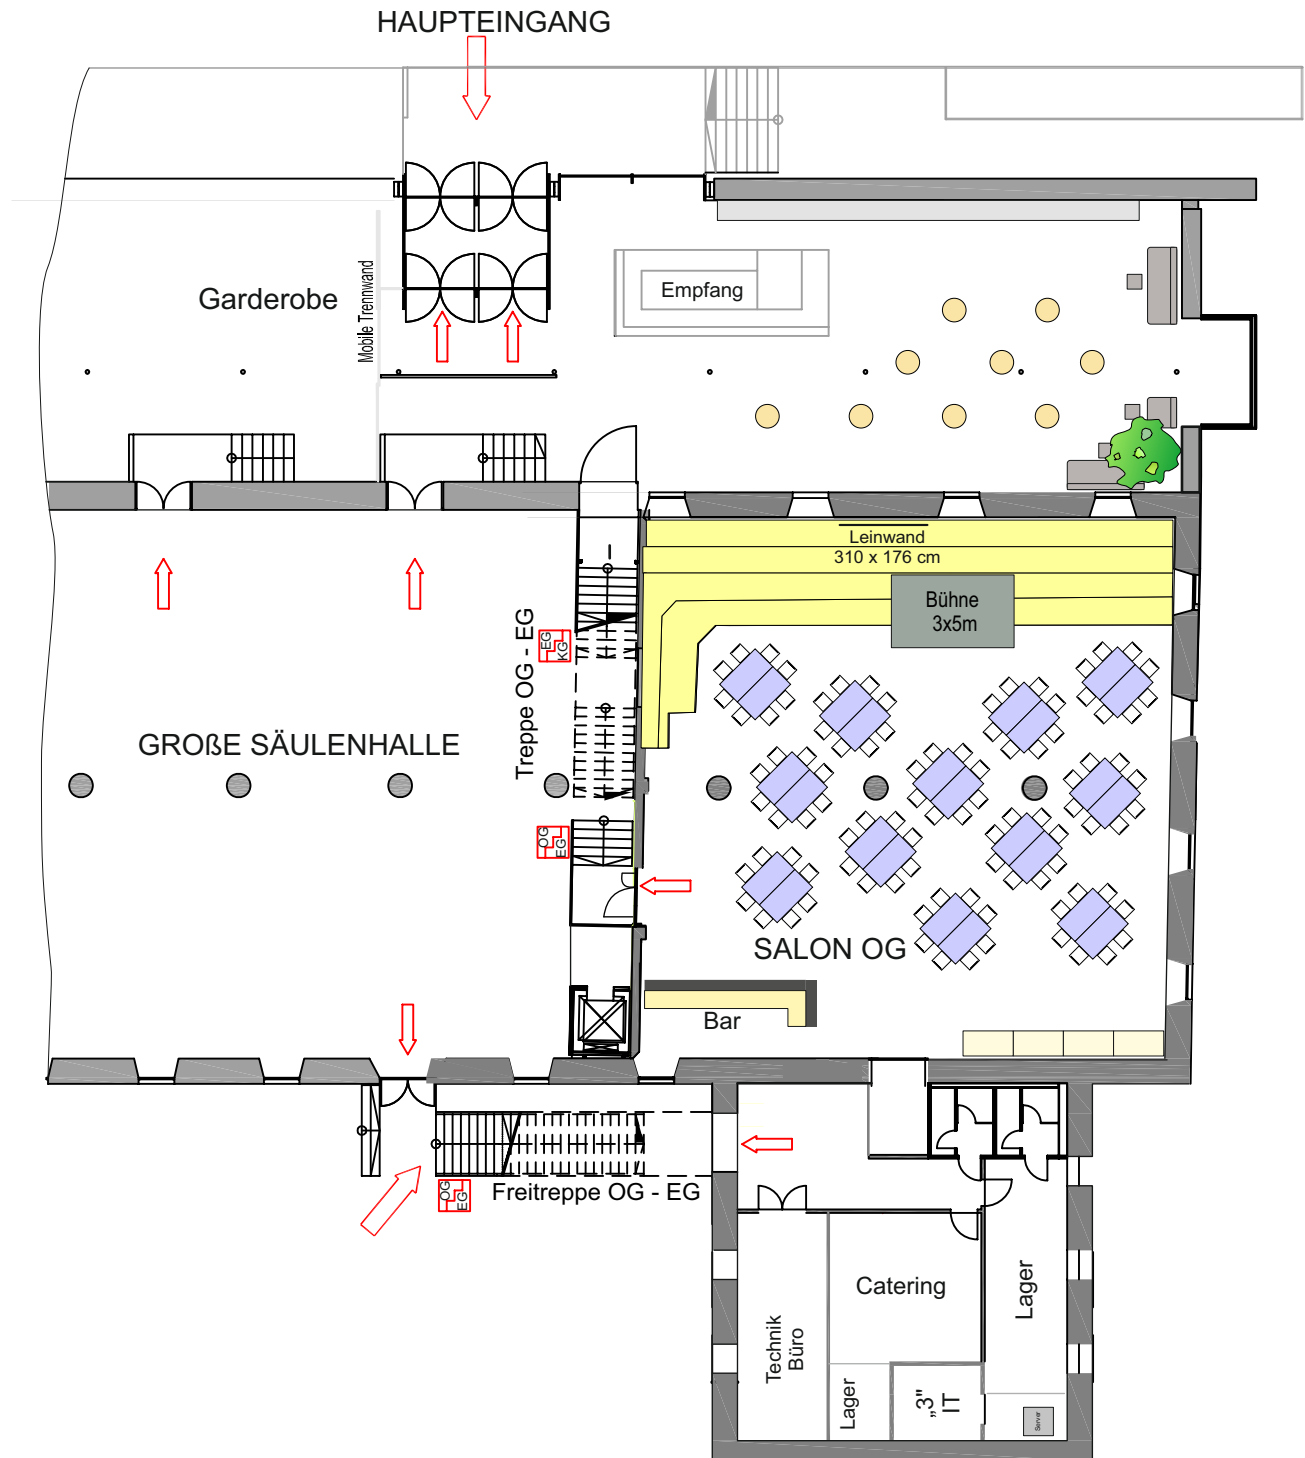 HAUPTEINGANG
Garderobe
Mobile Trennwand
Empfang
Leinwand
310 x 176 cm
Bühne
3x5m
EG
KG
Treppe OG - EG
GROßE SÄULENHALLE
OG
EG
SALON OG
Bar
OG
EG
Freitreppe OG - EG
Technik
Büro
Catering
Lager
Lager
„3"
IT
Server